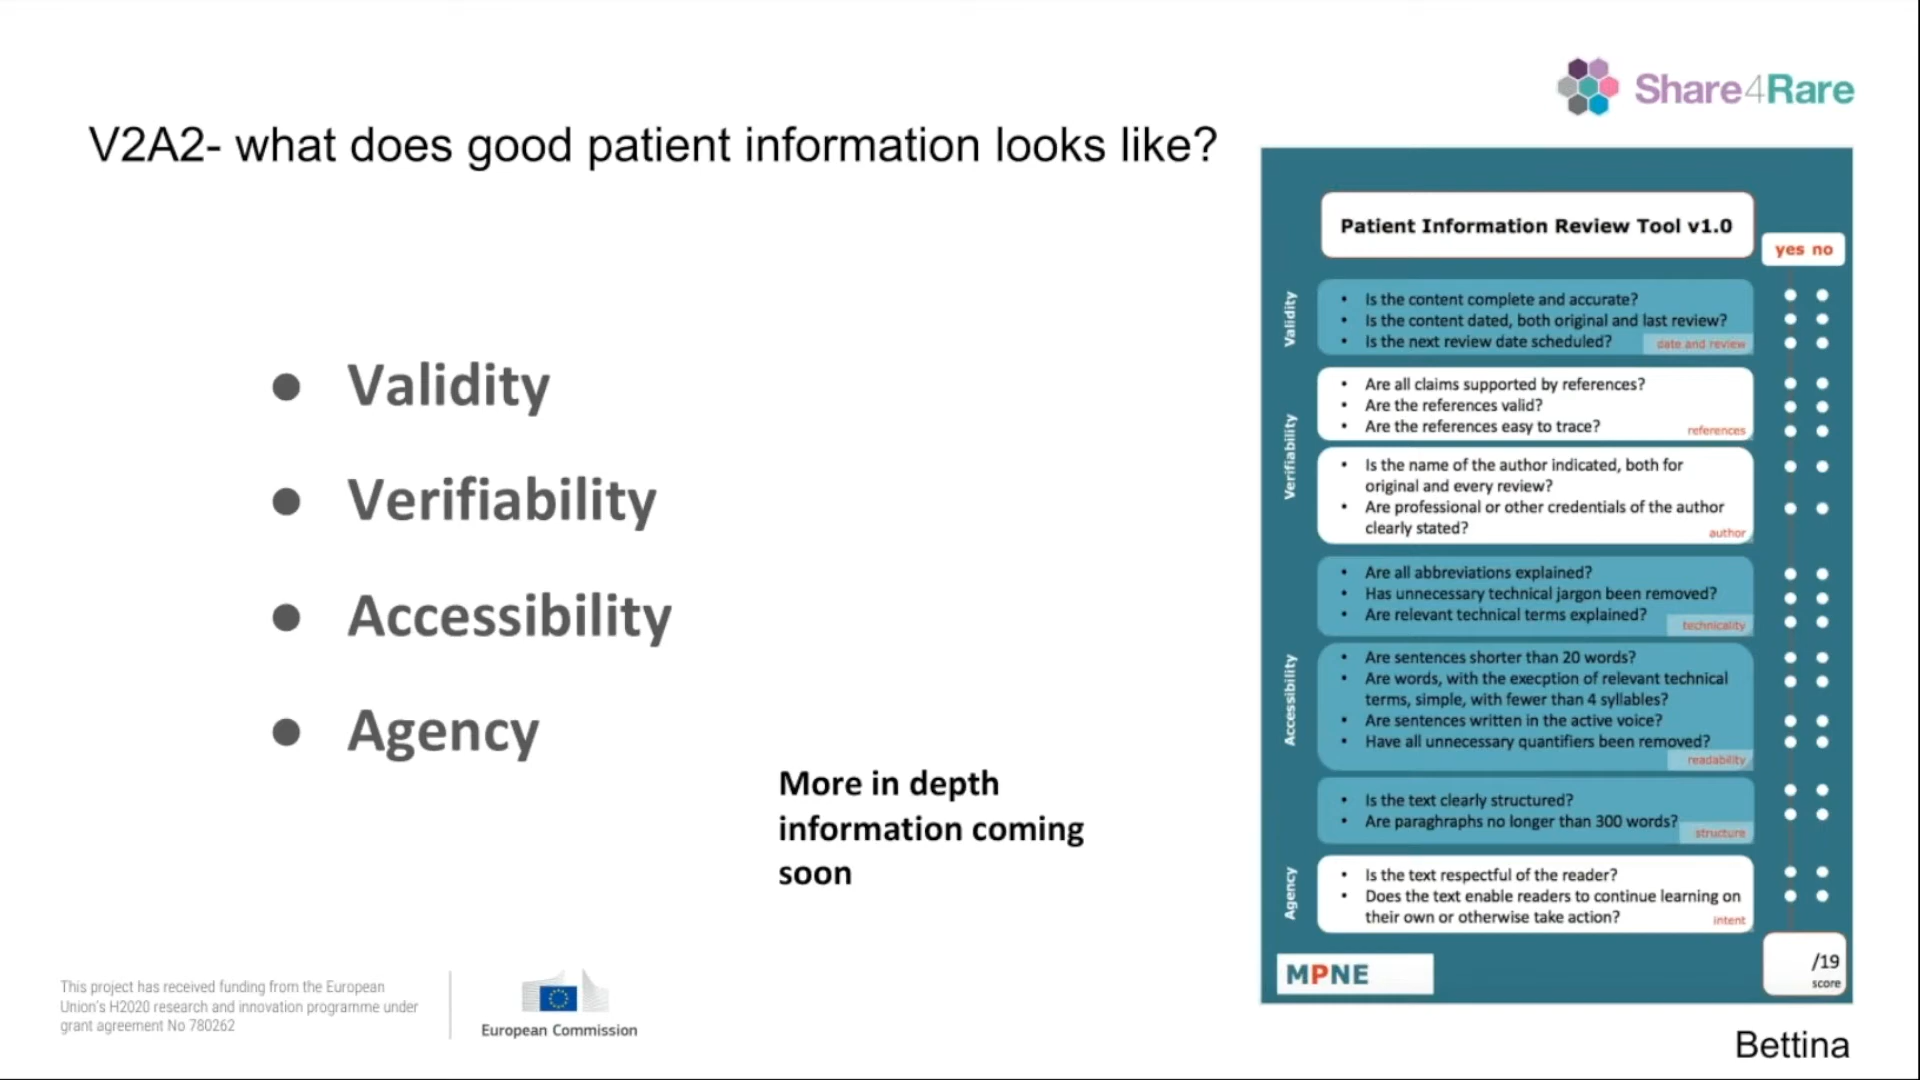 Share4Rare
V2A2- what does good patient information looks like?
● Validity
● Verifiability
● Accessibility
● Agency
More in depth
information coming
soon
Patient Information Review Tool v1.0
yes no
Validity
• Is the content complete and accurate?
• Is the content dated, both original and last review?
• Is the next review date scheduled?
date and review
Verifiability
• Are all claims supported by references?
• Are the references valid?
• Are the references easy to trace?
references
• Is the name of the author indicated, both for
original and every review?
• Are professional or other credentials of the author
clearly stated?
author
Accessibility
• Are all abbreviations explained?
• Has unnecessary technical jargon been removed?
• Are relevant technical terms explained?
technicality
• Are sentences shorter than 20 words?
• Are words, with the execption of relevant technical
terms, simple, with fewer than 4 syllables?
• Are sentences written in the active voice?
• Have all unnecessary quantifiers been removed?
readability
• Is the text clearly structured?
• Are paraghraphs no longer than 300 words?
structure
Agency
• Is the text respectful of the reader?
• Does the text enable readers to continue learning on
their own or otherwise take action?
intent
MPNE
/19
score
This project has received funding from the European
Union's H2020 research and innovation programme under
grant agreement No 780262
European Commission
Bettina